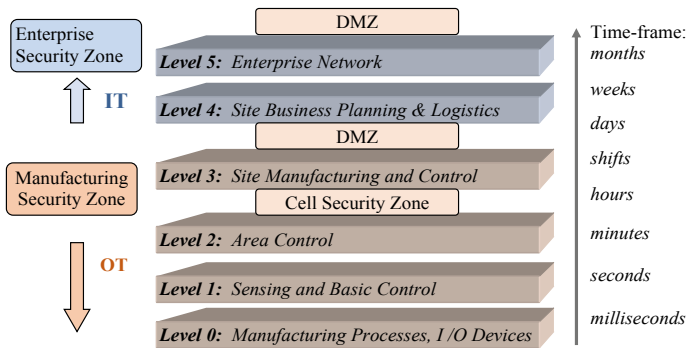 Enterprise
Security Zone
IT
Manufacturing
Security Zone
OT
DMZ
Level 5: Enterprise Network
Level 4: Site Business Planning & Logistics
DMZ
Level 3: Site Manufacturing and Control
Cell Security Zone
Level 2: Area Control
Level 1: Sensing and Basic Control
Level 0: Manufacturing Processes, I /O Devices
Time-frame:
months
weeks
days
shifts
hours
minutes
seconds
milliseconds